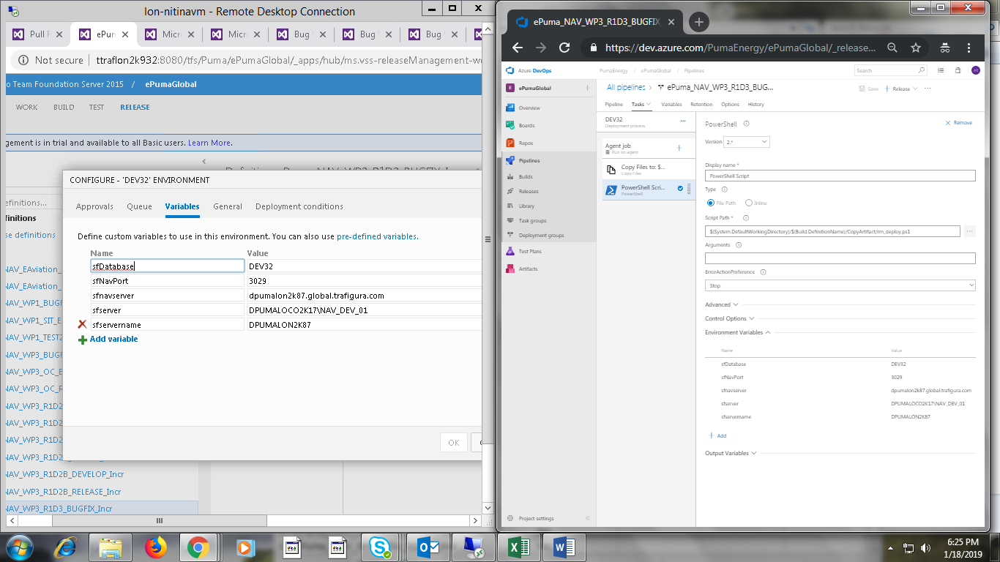 lon-nitinavm - Remote Desktop Connection
Pull F
ePum
Micro
Micro
Bug
Bug
Bug
Not secure ttraflon2k932:8080/tfs/Puma/ePumaGlobal/_apps/hub/ms.vss-releaseManagement-w
o Team Foundation Server 2015 / ePumaGlobal
WORK BUILD TEST RELEASE
gement is in trial and available to all Basic users. Learn More.
CONFIGURE - 'DEV32' ENVIRONMENT
Approvals Queue Variables General Deployment conditions
Define custom variables to use in this environment. You can also use pre-defined variables.
Name Value
sfDatabase DEV32
sfNavPort 3029
sfnavserver dpumalon2k87.global.trafigura.com
sfserver DPUMALOCO2K17\NAV_DEV_01
sfservername DPUMALON2K87
Add variable
OK
efinitions...
finitions
se definitions
NAV_EAviation_
NAV_EAviation_
NAV_WP1_BUGF
NAV_WP1_SIT_E
NAV_WP1_TEST2
NAV_WP3_BUGF
NAV_WP3_OC_E
NAV_WP3_OC_R
NAV_WP3_R1D2
NAV_WP3_R1D2
NAV_WP3_R1D2
NAV_WP3_R1D2
NAV_WP3_R1D2B_DEVELOP_Incr
NAV_WP3_R1D2B_RELEASE_Incr
NAV_WP3_R1D3_BUGFIX_Incr
ePuma_NAV_WP3_R1D3_BUGFIX
https://dev.azure.com/PumaEnergy/ePumaGlobal/_release...
Azure DevOps
PumaEnergy / ePumaGlobal / Pipelines
Search
AR
E ePumaGlobal
Overview
Boards
Repos
Pipelines
Builds
Releases
Library
Task groups
Deployment groups
Test Plans
Artifacts
Project settings
All pipelines > ePuma_NAV_WP3_R1D3_BUG...
Save Release ...
Pipeline Tasks Variables Retention Options History
DEV32
Deployment process
Agent job
Run on agent
Copy Files to: $...
Copy Files
PowerShell Scri...
PowerShell
PowerShell
Remove
Version 2.*
Display name *
PowerShell Script
Type
File Path Inline
Script Path *
$(System.DefaultWorkingDirectory)/$(Build.DefinitionName)/CopyArtifact/rm_deploy.ps1
Arguments
ErrorActionPreference
Stop
Advanced
Control Options
Environment Variables
Name Value
sfDatabase DEV32
sfNavPort 3029
sfnavserver dpumalon2k87.global.trafigura.com
sfserver DPUMALOCO2K17\NAV_DEV_01
sfservername DPUMALON2K87
Add
Output Variables
6:25 PM
1/18/2019